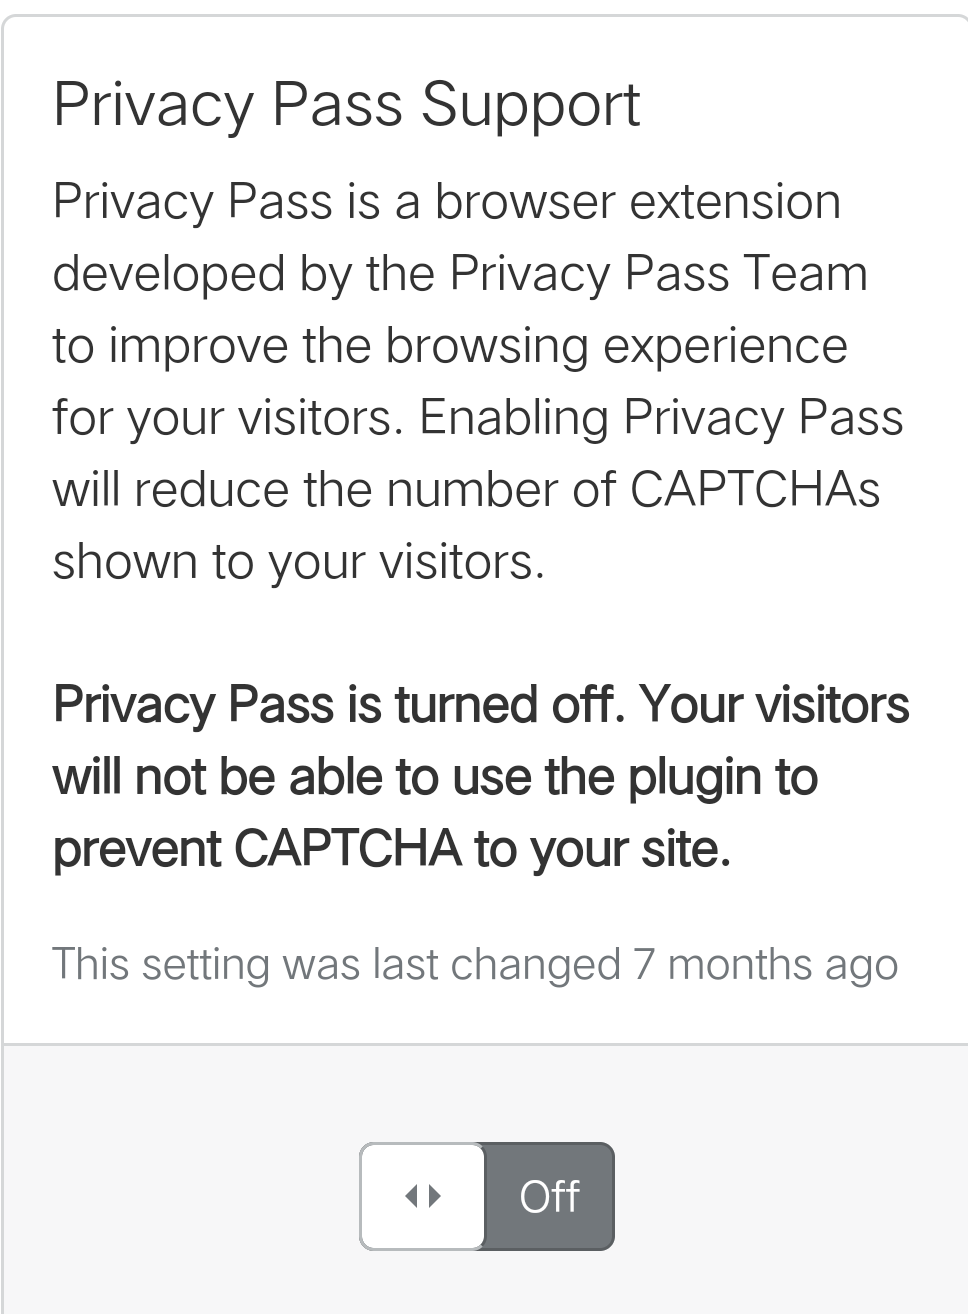 Privacy Pass Support
Privacy Pass is a browser extension
developed by the Privacy Pass Team
to improve the browsing experience
for your visitors. Enabling Privacy Pass
will reduce the number of CAPTCHAs
shown to your visitors.
Privacy Pass is turned off. Your visitors
will not be able to use the plugin to
prevent CAPTCHA to your site.
This setting was last changed 7 months ago
Off